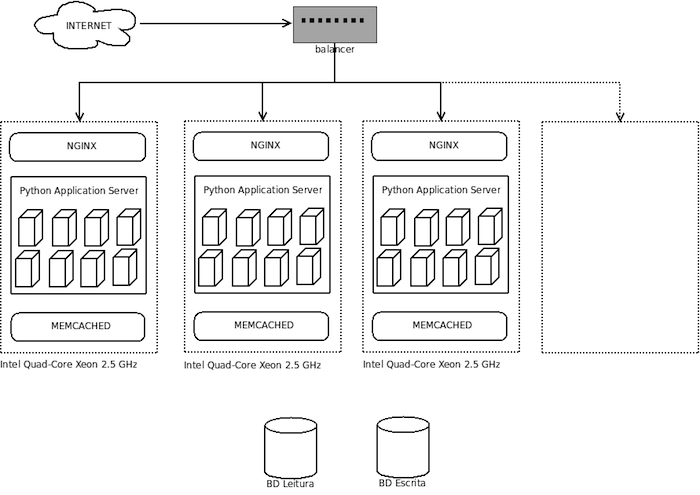 INTERNET
balancer
NGINX
NGINX
NGINX
Python Application Server
Python Application Server
Python Application Server
MEMCACHED
MEMCACHED
MEMCACHED
Intel Quad-Core Xeon 2.5 GHz
Intel Quad-Core Xeon 2.5 GHz
Intel Quad-Core Xeon 2.5 GHz
BD Leitura
BD Escrita